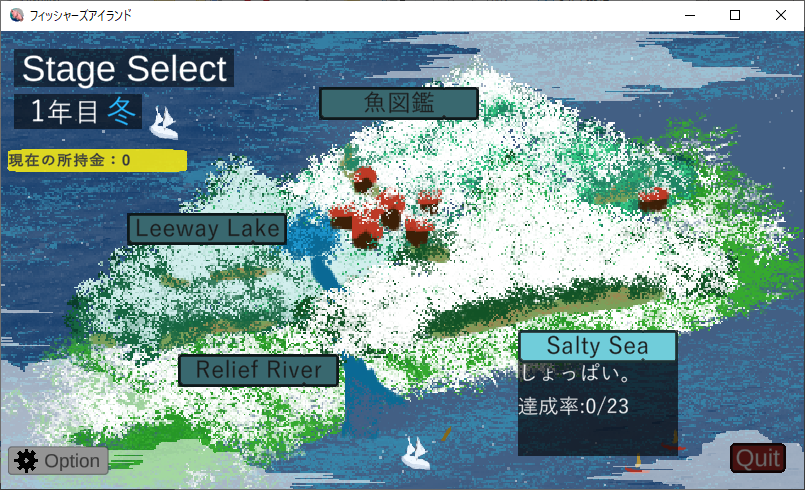 フィッシャーズアイランド
Stage Select
1年目 冬
現在の所持金：0
魚図鑑
Leeway Lake
Relief River
Salty Sea
しょっぱい。
達成率:0/23
Option
Quit